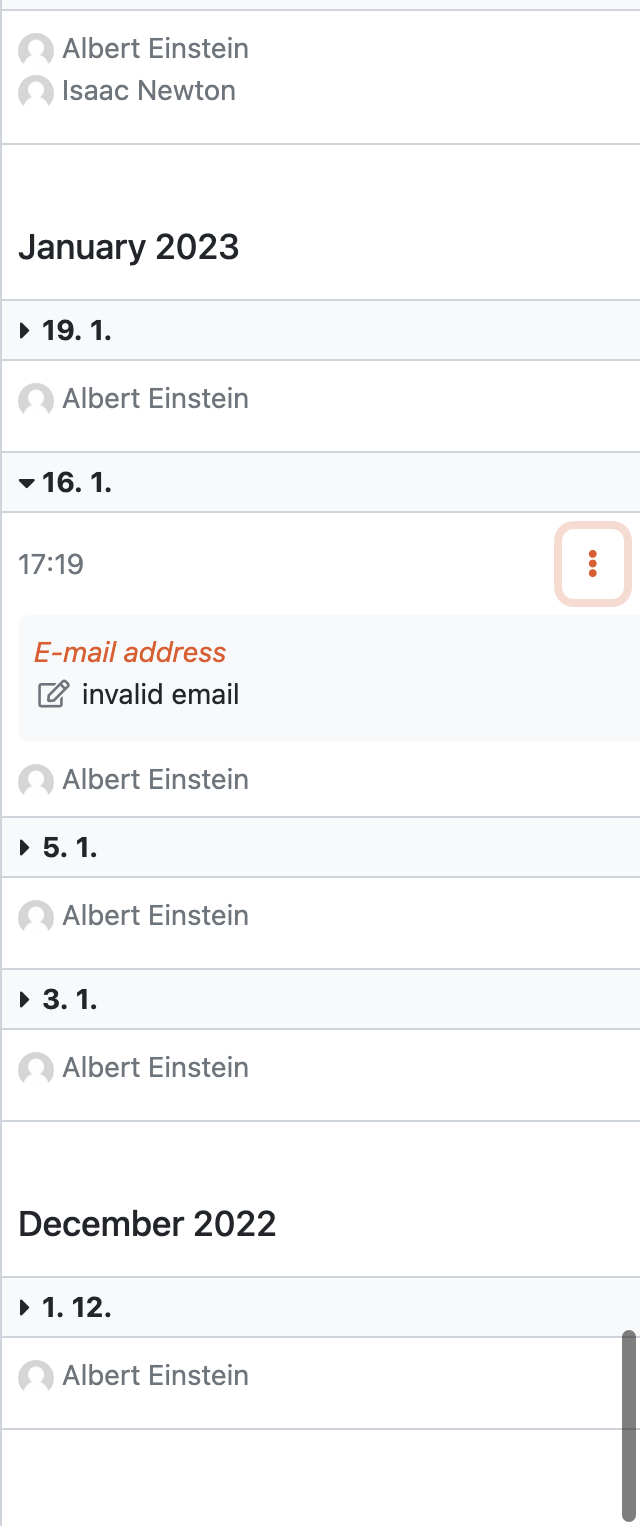 Albert Einstein
Isaac Newton
January 2023
19. 1.
Albert Einstein
16. 1.
17:19
E-mail address
invalid email
Albert Einstein
5. 1.
Albert Einstein
3. 1.
Albert Einstein
December 2022
1. 12.
Albert Einstein